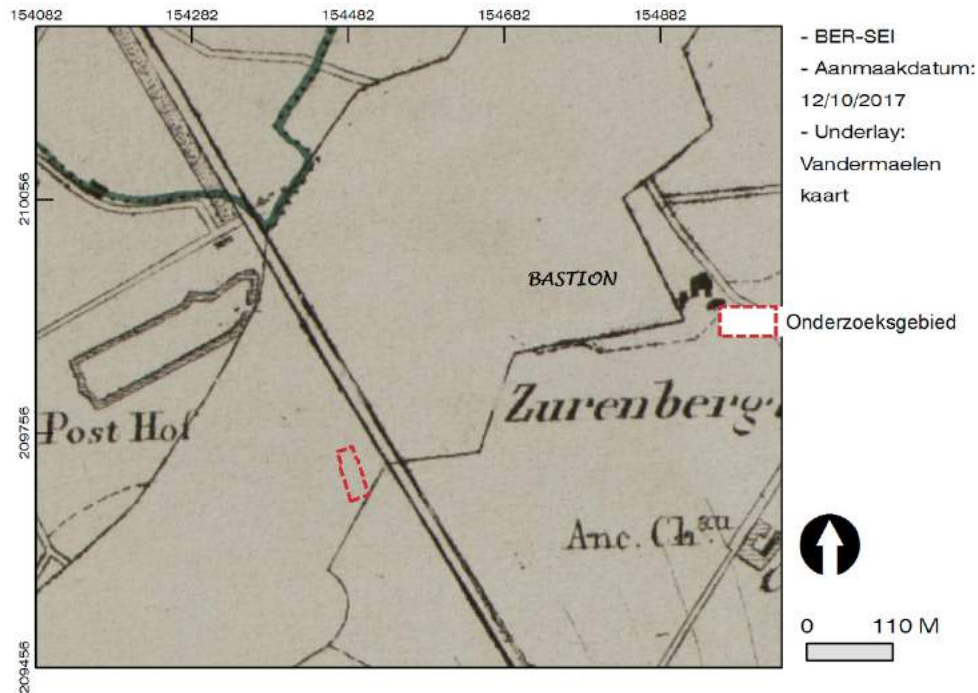 154082
154282
154482
154682
154882
- BER-SEI
- Aanmaakdatum:
12/10/2017
- Underlay:
Vandermaelen
kaart
210056
BASTION
Onderzoeksgebied
Zurenberg
209756
Post Hof
Anc. Ch.au
0 110 M
209456